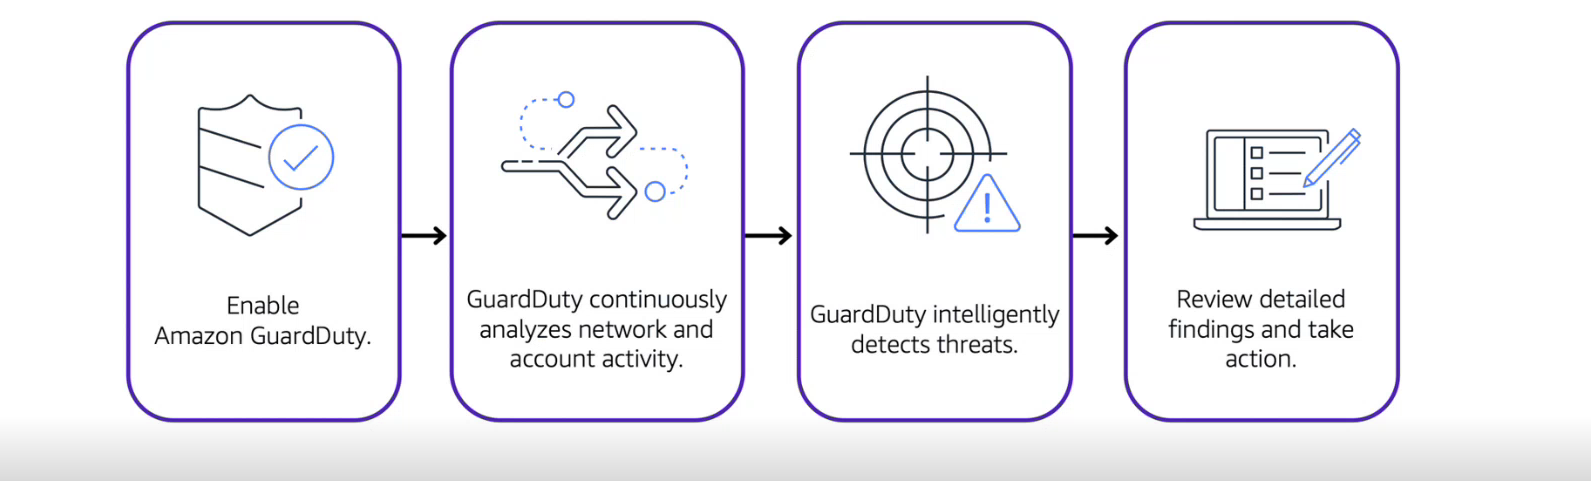 Enable
Amazon GuardDuty.
GuardDuty continuously
analyzes network and
account activity.
GuardDuty intelligently
detects threats.
Review detailed
findings and take
action.